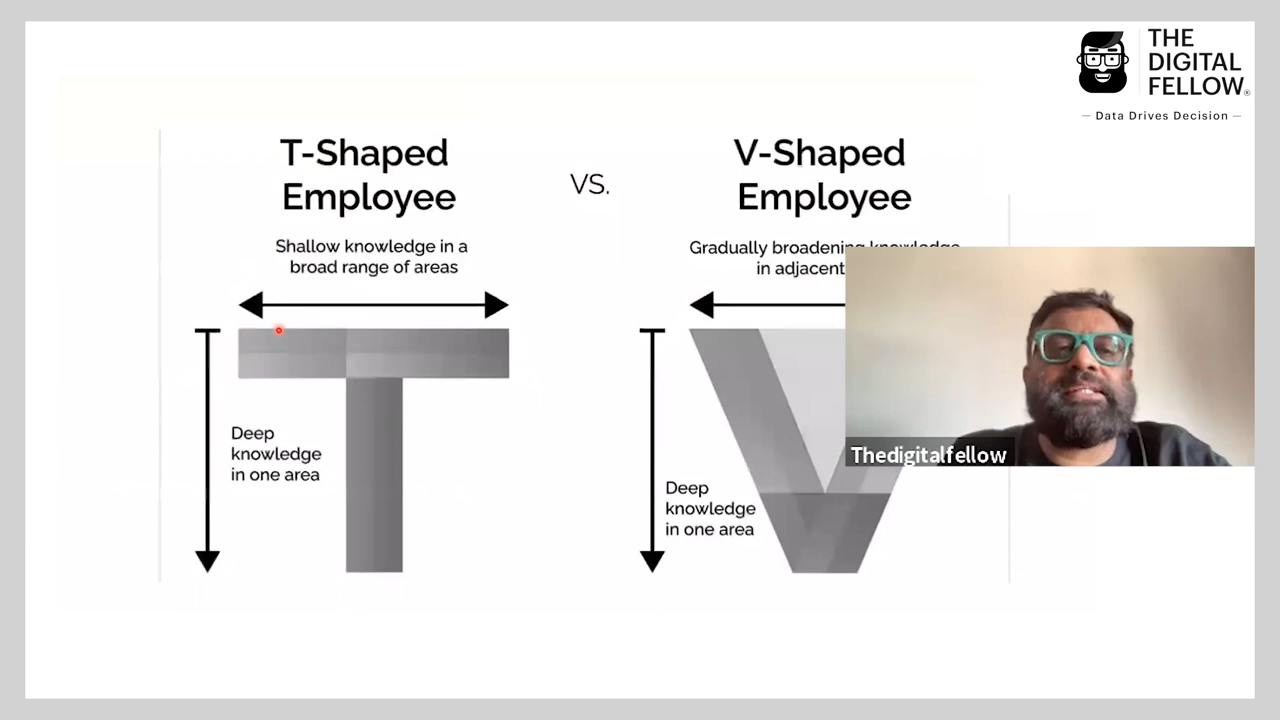 THE
DIGITAL
FELLOW®
— Data Drives Decision —
T-Shaped
Employee
VS.
V-Shaped
Employee
Shallow knowledge in a
broad range of areas
Gradually broadening knowledge
in adjacent
Deep
knowledge
in one area
Deep
knowledge
in one area
Thedigitalfellow